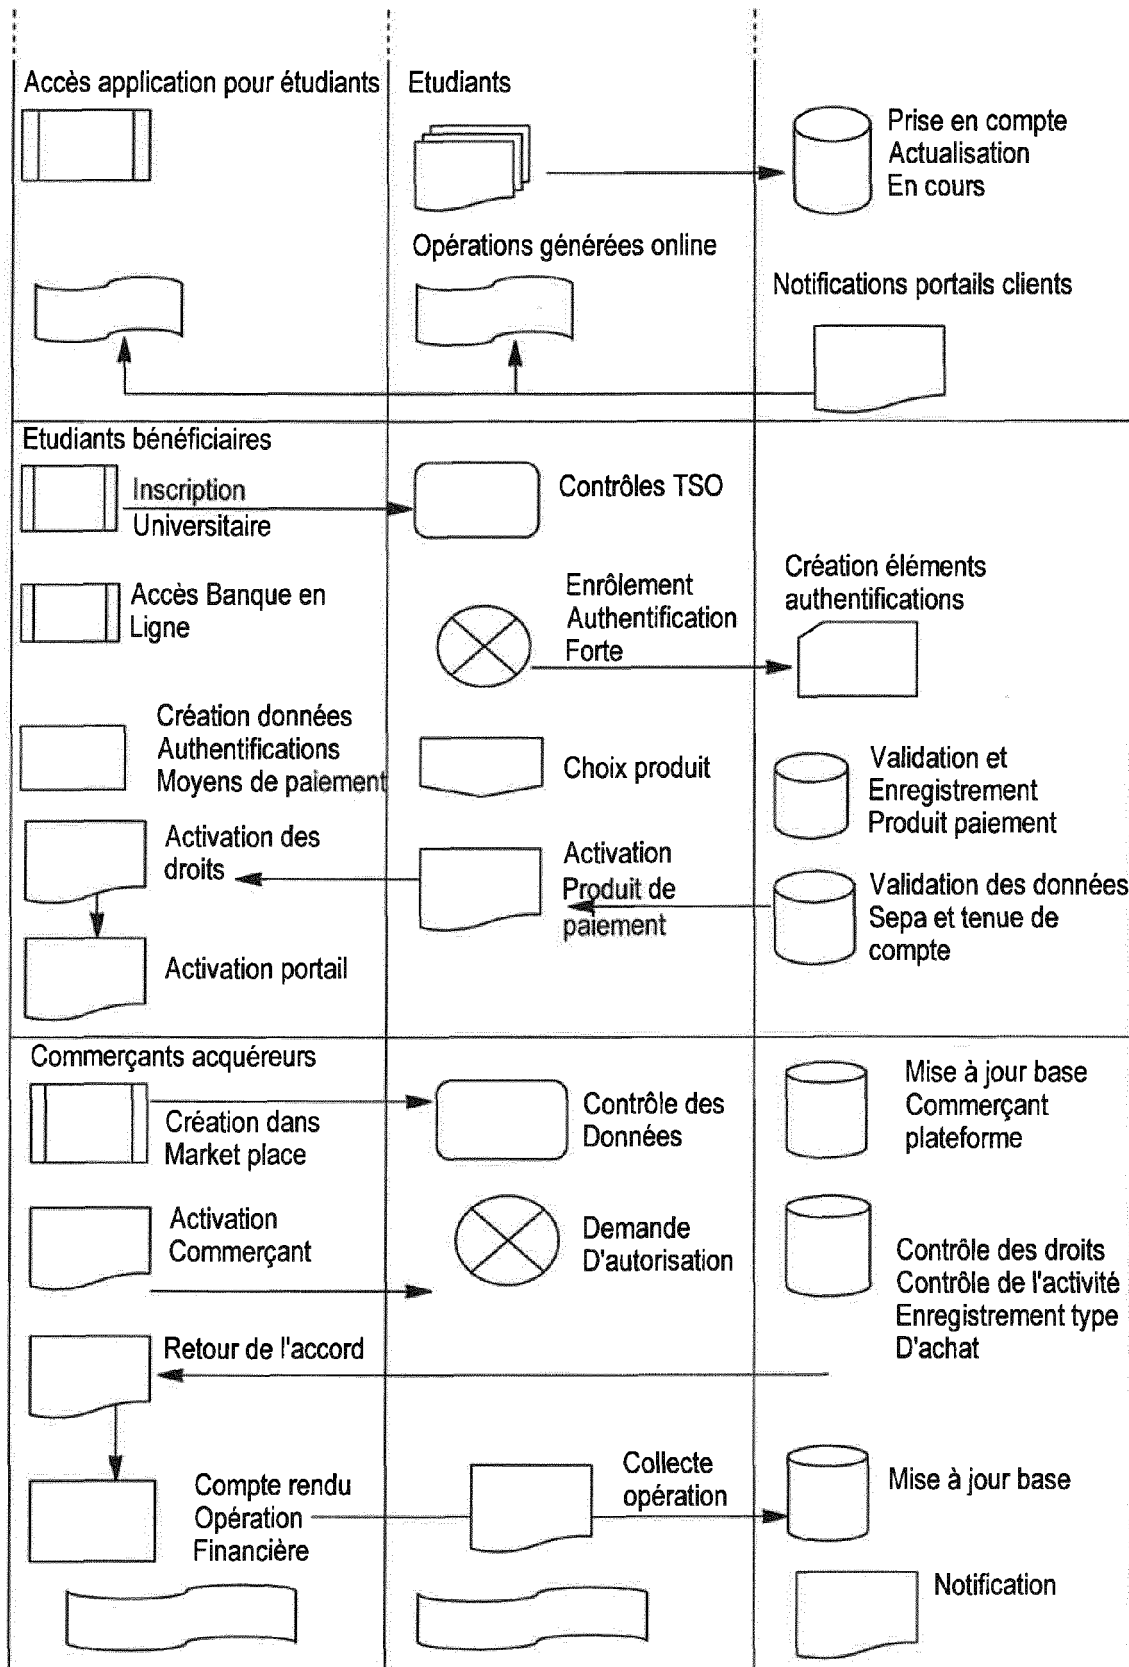 Accès application pour étudiants
Etudiants
Prise en compte
Actualisation
En cours
Opérations générées online
Notifications portails clients
Etudiants bénéficiaires
Inscription
Universitaire
Contrôles TSO
Accès Banque en
Ligne
Enrôlement
Authentification
Forte
Création éléments
authentifications
Création données
Authentifications
Moyens de paiement
Choix produit
Validation et
Enregistrement
Produit paiement
Activation des
droits
Activation
Produit de
paiement
Validation des données
Sepa et tenue de
compte
Activation portail
Commerçants acquéreurs
Création dans
Market place
Contrôle des
Données
Mise à jour base
Commerçant
plateforme
Activation
Commerçant
Demande
D'autorisation
Contrôle des droits
Contrôle de l'activité
Enregistrement type
D'achat
Retour de l'accord
Compte rendu
Opération
Financière
Collecte
opération
Mise à jour base
Notification